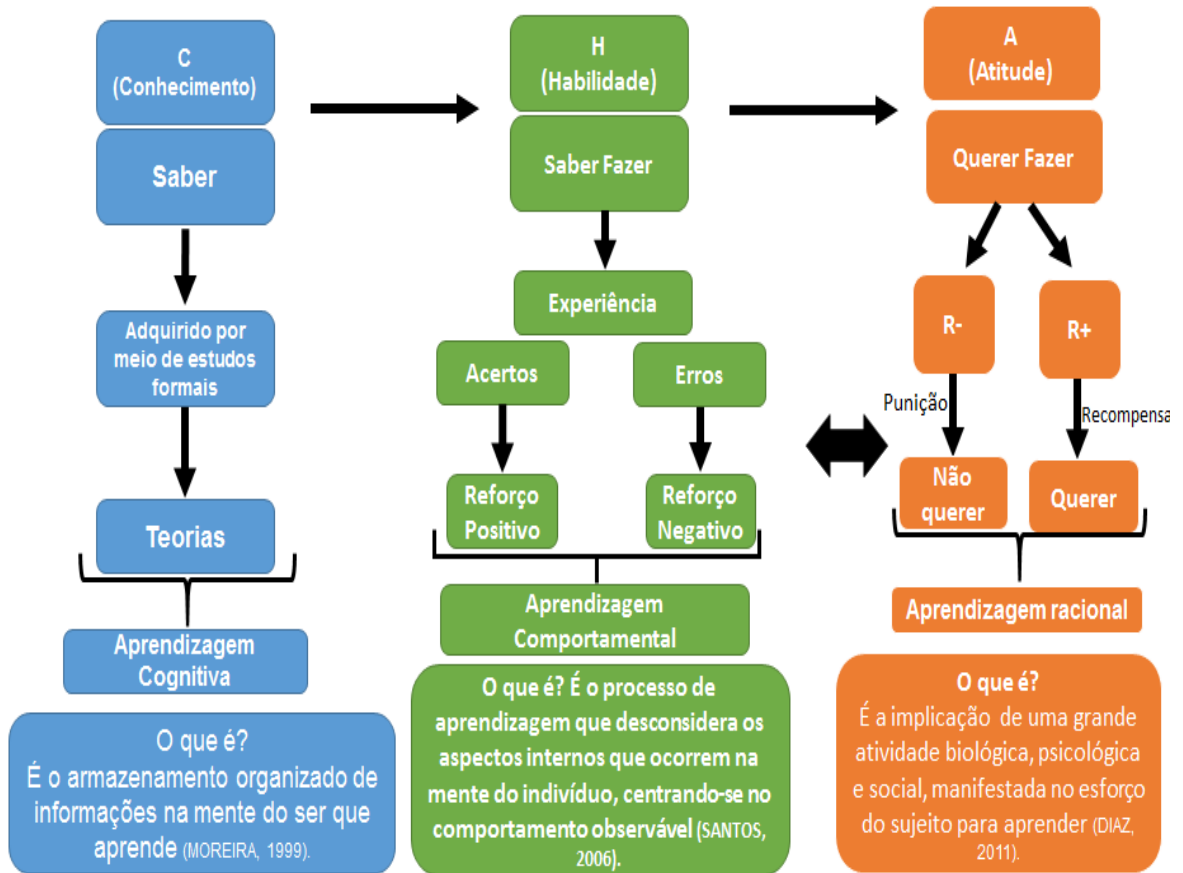 C
(Conhecimento)
Saber
Adquirido por
meio de estudos
formais
Teorias
Aprendizagem
Cognitiva
O que é?
É o armazenamento organizado de
informações na mente do ser que
aprende (MOREIRA, 1999).
H
(Habilidade)
Saber Fazer
Experiência
Acertos
Erros
Reforço
Positivo
Reforço
Negativo
Aprendizagem
Comportamental
O que é? É o processo de
aprendizagem que desconsidera os
aspectos internos que ocorrem na
mente do indivíduo, centrando-se no
comportamento observável (SANTOS,
2006).
A
(Atitude)
Querer Fazer
R-
R+
Punição
Recompensa
Não
querer
Querer
Aprendizagem racional
O que é?
É a implicação de uma grande
atividade biológica, psicológica
e social, manifestada no esforço
do sujeito para aprender (DIAZ,
2011).